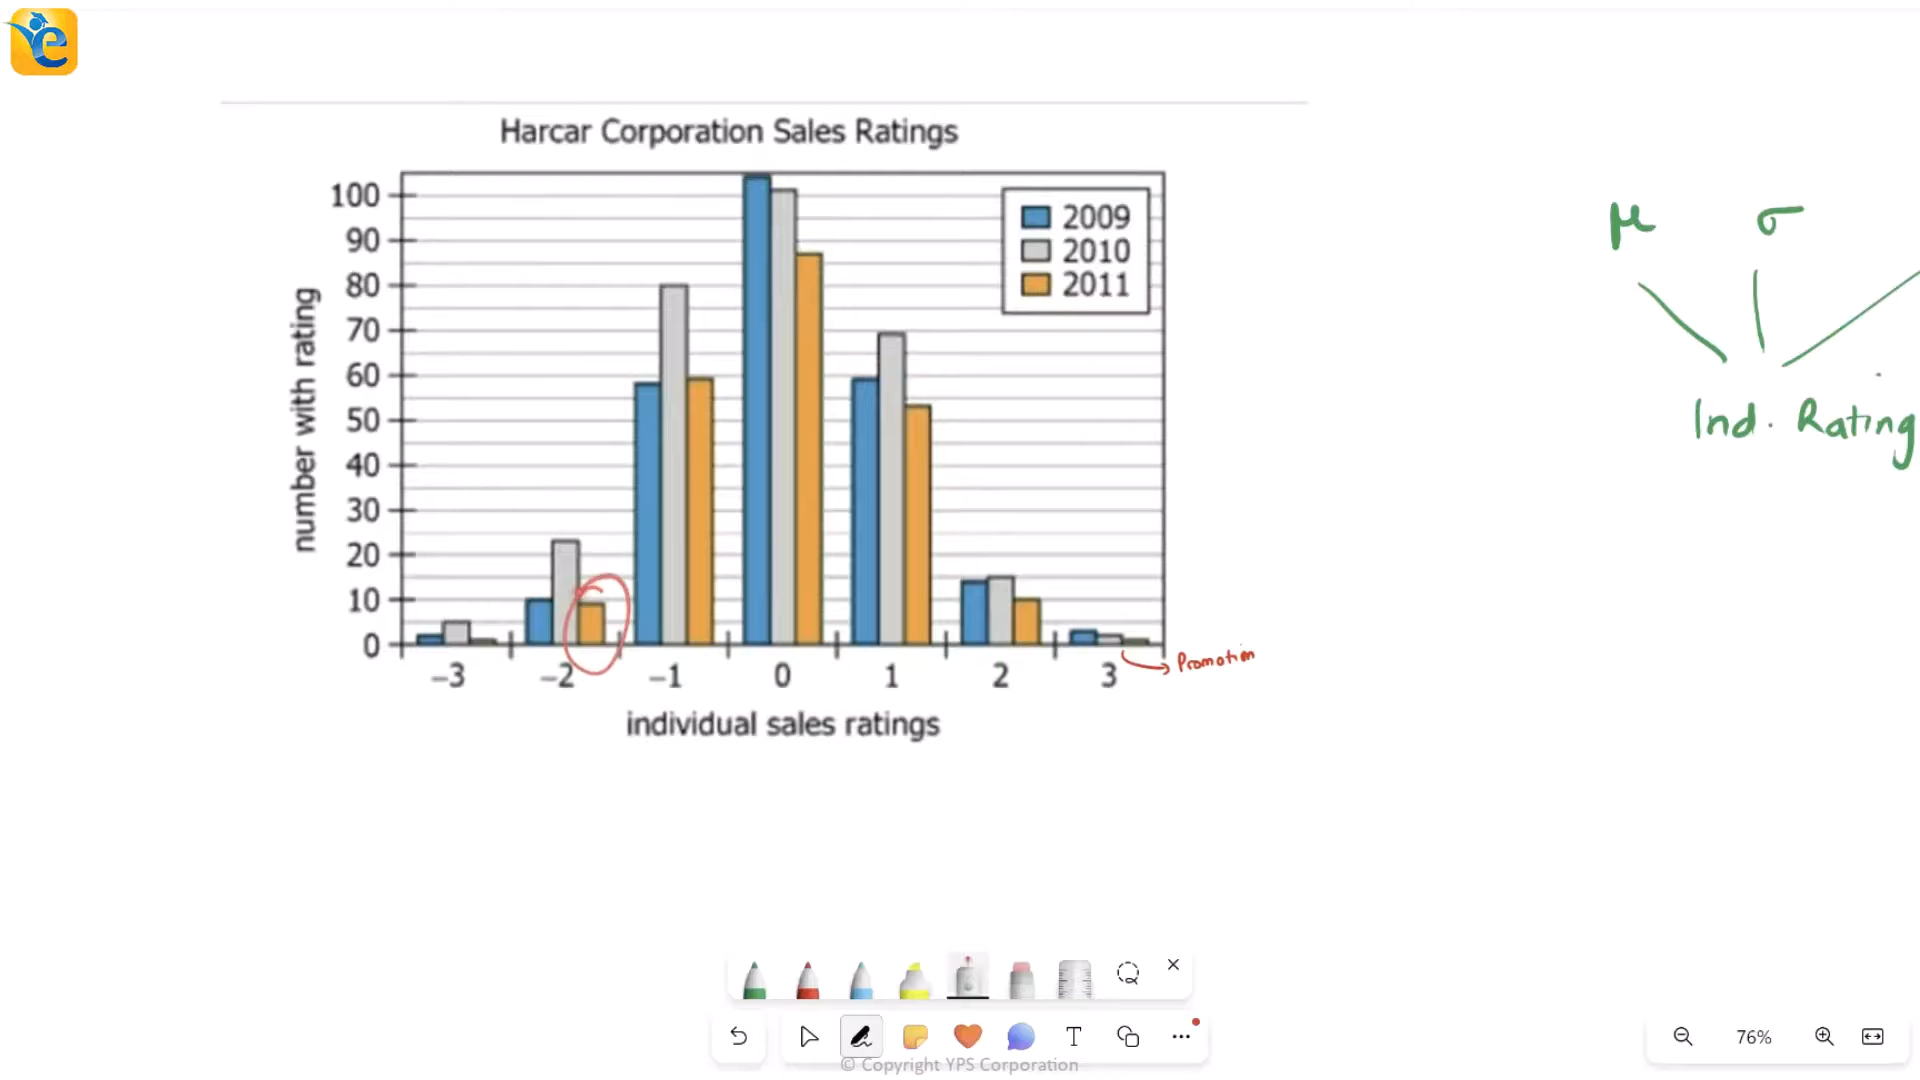 e
Harcar Corporation Sales Ratings
number with rating
100
90
80
70
60
50
40
30
20
10
0
2009
2010
2011
-3 -2 -1 0 1 2 3
individual sales ratings
Promotion
μ σ
Ind. Rating
T
76%
© Copyright YPS Corporation